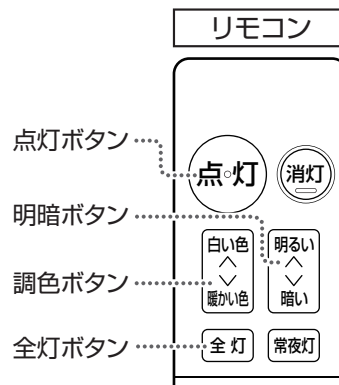 リモコン
点灯ボタン
点灯
消灯
明暗ボタン
白い色
明るい
調色ボタン
暖かい色
暗い
全灯ボタン
全灯
常夜灯